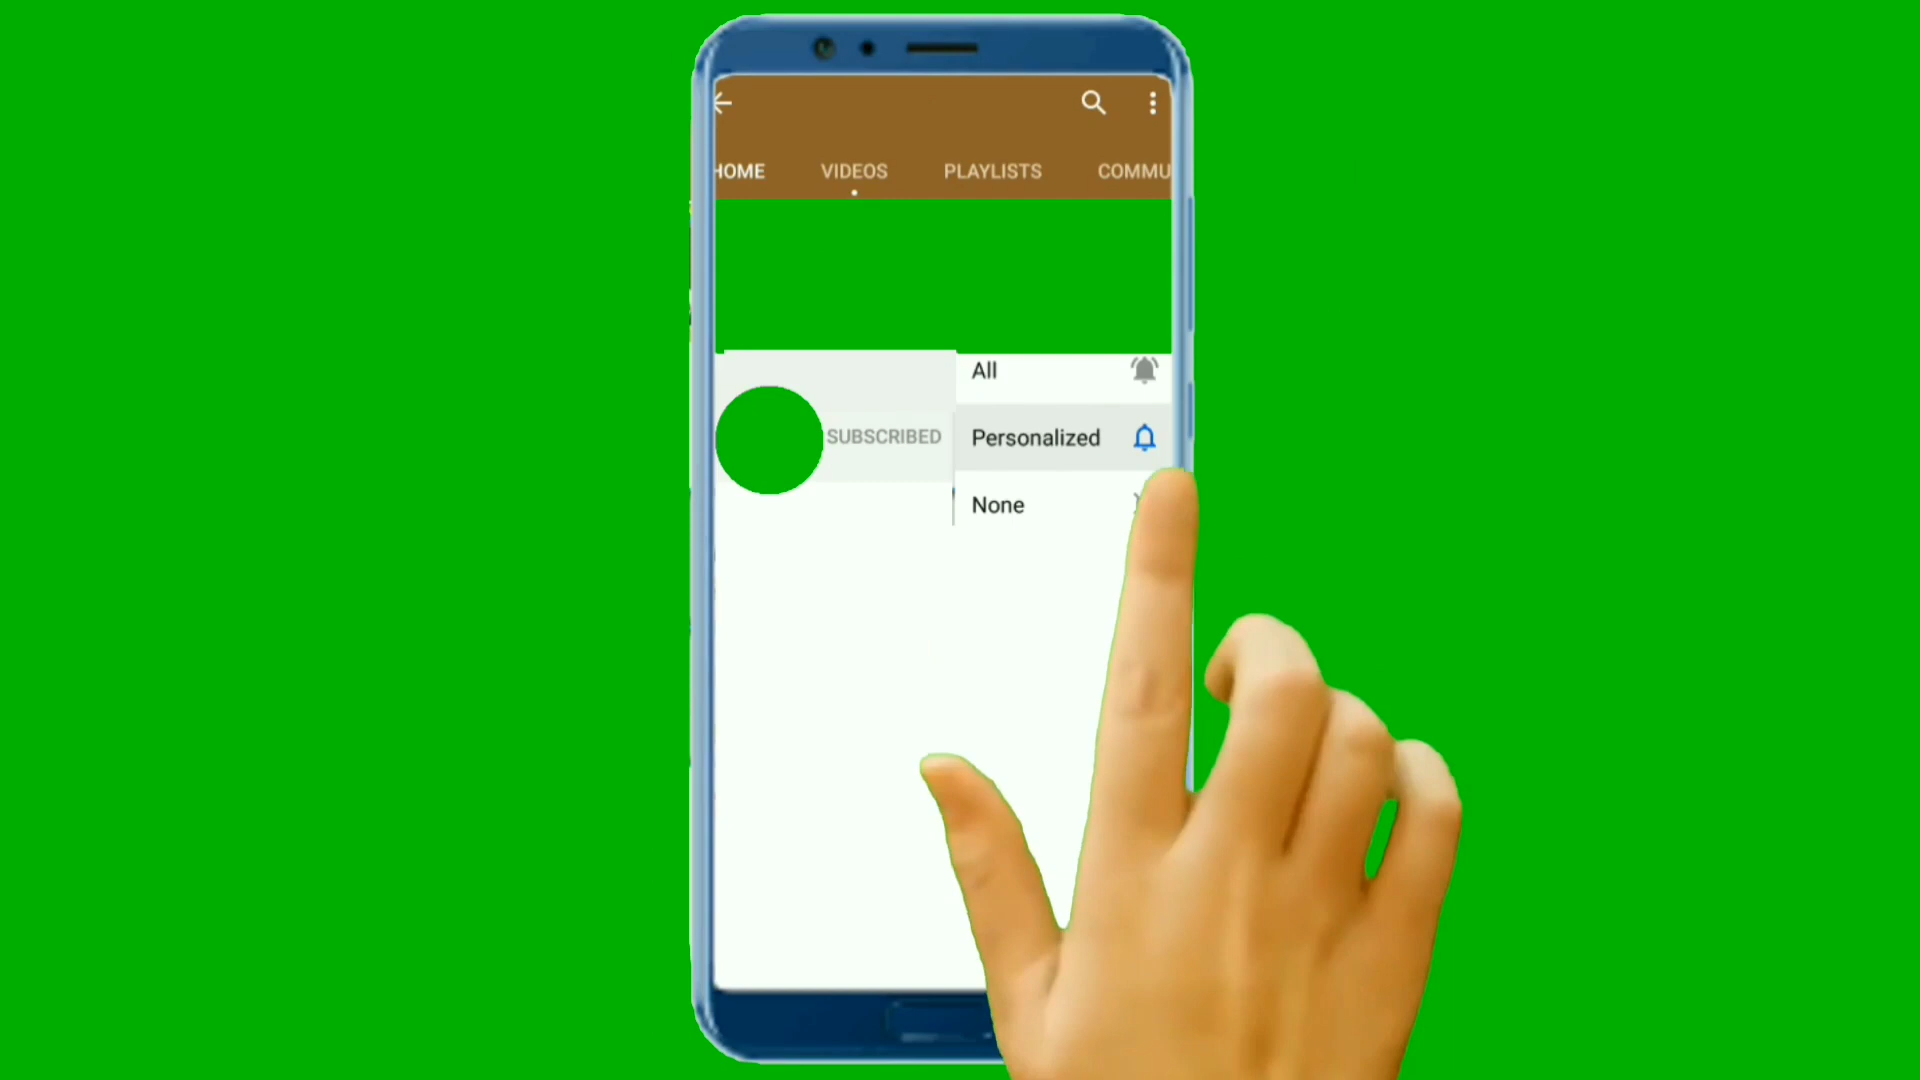 HOME VIDEOS PLAYLISTS COMMU
All
SUBSCRIBED
Personalized
None